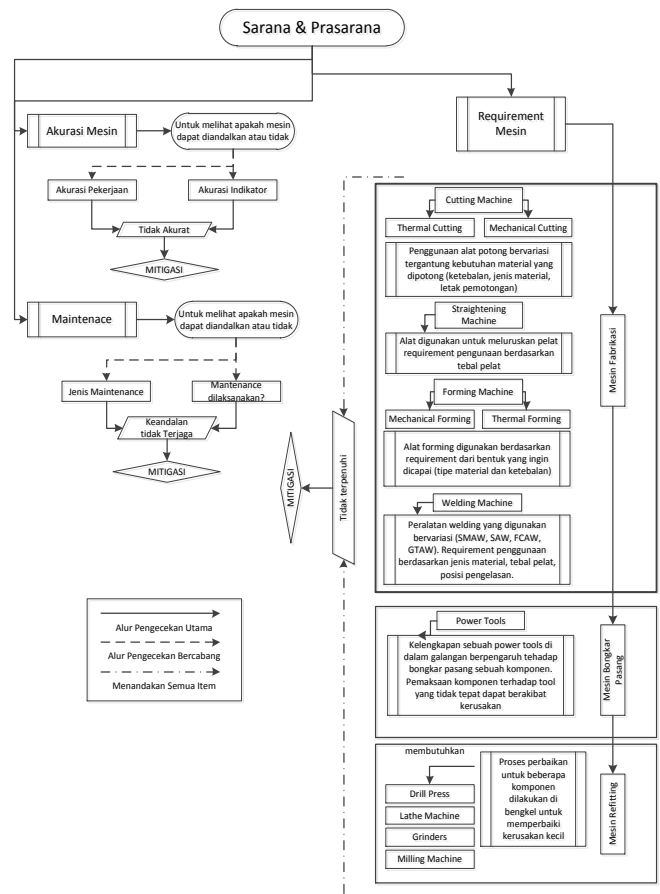 Sarana & Prasarana
Akurasi Mesin
Untuk melihat apakah mesin
dapat diandalkan atau tidak
Akurasi Pekerjaan
Akurasi Indikator
Tidak Akurat
MITIGASI
Maintenace
Untuk melihat apakah mesin
dapat diandalkan atau tidak
Jenis Maintenance
Mantenance
dilaksanakan?
Keandalan
tidak Terjaga
MITIGASI
Alur Pengecekan Utama
Alur Pengecekan Bercabang
Menandakan Semua Item
MITIGASI
Tidak terpenuhi
Requirement
Mesin
Cutting Machine
Thermal Cutting
Mechanical Cutting
Penggunaan alat potong bervariasi
tergantung kebutuhan material yang
dipotong (ketebalan, jenis material,
letak pemotongan)
Straightening
Machine
Alat digunakan untuk meluruskan pelat
requirement pengunaan berdasarkan
tebal pelat
Forming Machine
Mechanical Forming
Thermal Forming
Alat forming digunakan berdasarkan
requirement dari bentuk yang ingin
dicapai (tipe material dan ketebalan)
Welding Machine
Peralatan welding yang digunakan
bervariasi (SMAW, SAW, FCAW,
GTAW). Requirement penggunaan
berdasarkan jenis material, tebal pelat,
posisi pengelasan.
Mesin Fabrikasi
Power Tools
Kelengkapan sebuah power tools di
dalam galangan berpengaruh terhadap
bongkar pasang sebuah komponen.
Pemaksaan komponen terhadap tool
yang tidak tepat dapat berakibat
kerusakan
Mesin Bongkar
Pasang
membutuhkan
Drill Press
Lathe Machine
Grinders
Milling Machine
Proses perbaikan
untuk beberapa
komponen
dilakukan di
bengkel untuk
memperbaiki
kerusakan kecil
Mesin Refitting